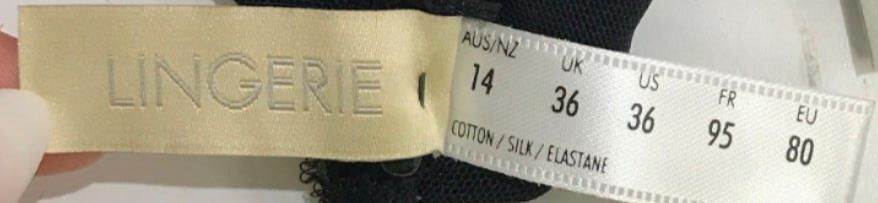 LINGERIE
AUS/NZ UK US FR EU
14 36 36 95 80
COTTON / SILK / ELASTANE